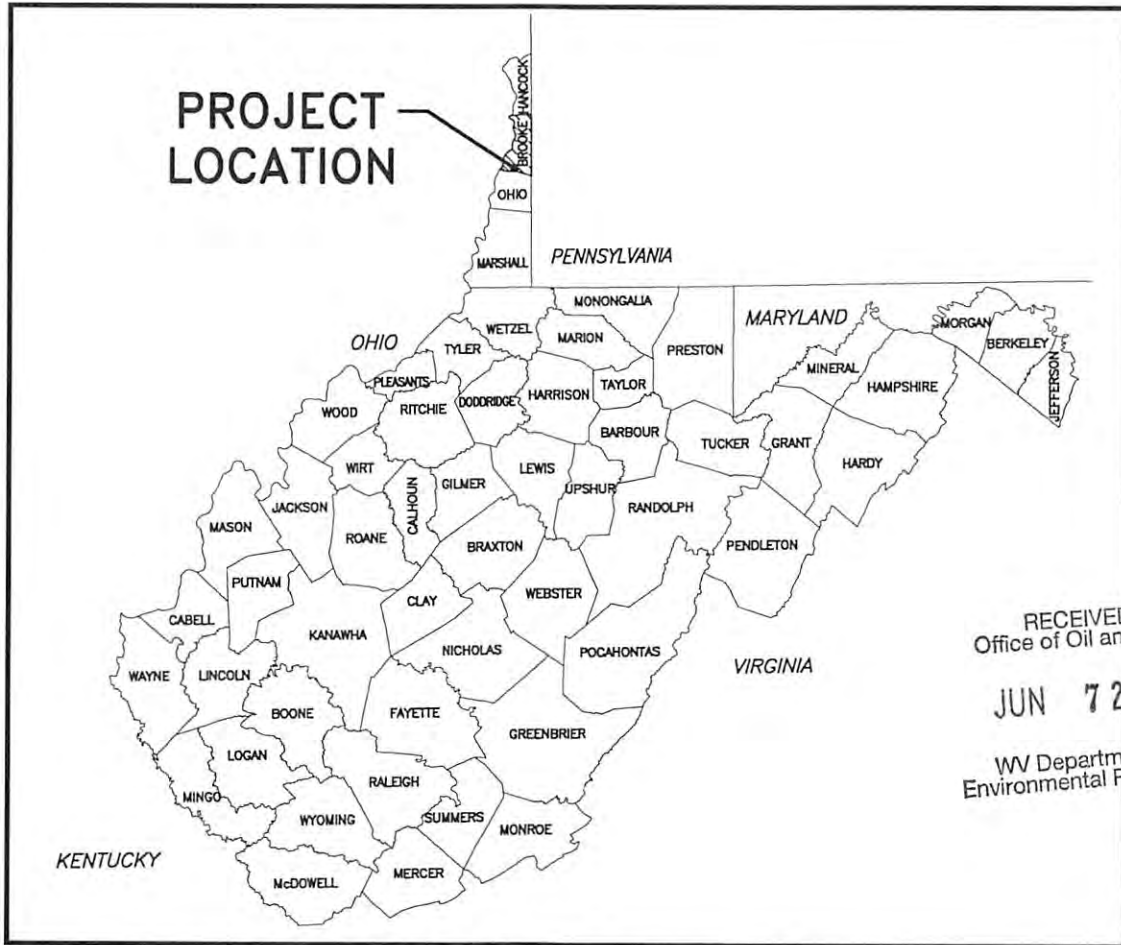 PROJECT
LOCATION
HANCOCK
BROOKE
OHIO
MARSHALL
PENNSYLVANIA
MONONGALIA
WETZEL
MARION
MARYLAND
MORGAN
BERKELEY
JEFFERSON
OHIO
TYLER
PRESTON
MINERAL
HAMPSHIRE
PLEASANTS
TAYLOR
WOOD
RITCHIE
DODDRIDGE
HARRISON
BARBOUR
TUCKER
GRANT
HARDY
WIRT
LEWIS
GILMER
UPSHUR
JACKSON
CALHOUN
RANDOLPH
MASON
ROANE
BRAXTON
PENDLETON
PUTNAM
WEBSTER
CLAY
CABELL
KANAWHA
NICHOLAS
POCAHONTAS
VIRGINIA
WAYNE
LINCOLN
BOONE
FAYETTE
GREENBRIER
LOGAN
RALEIGH
MINGO
WYOMING
SUMMERS
MONROE
KENTUCKY
McDOWELL
MERCER
RECEIVE
Office of Oil an
JUN 7 2
WV Departm
Environmental